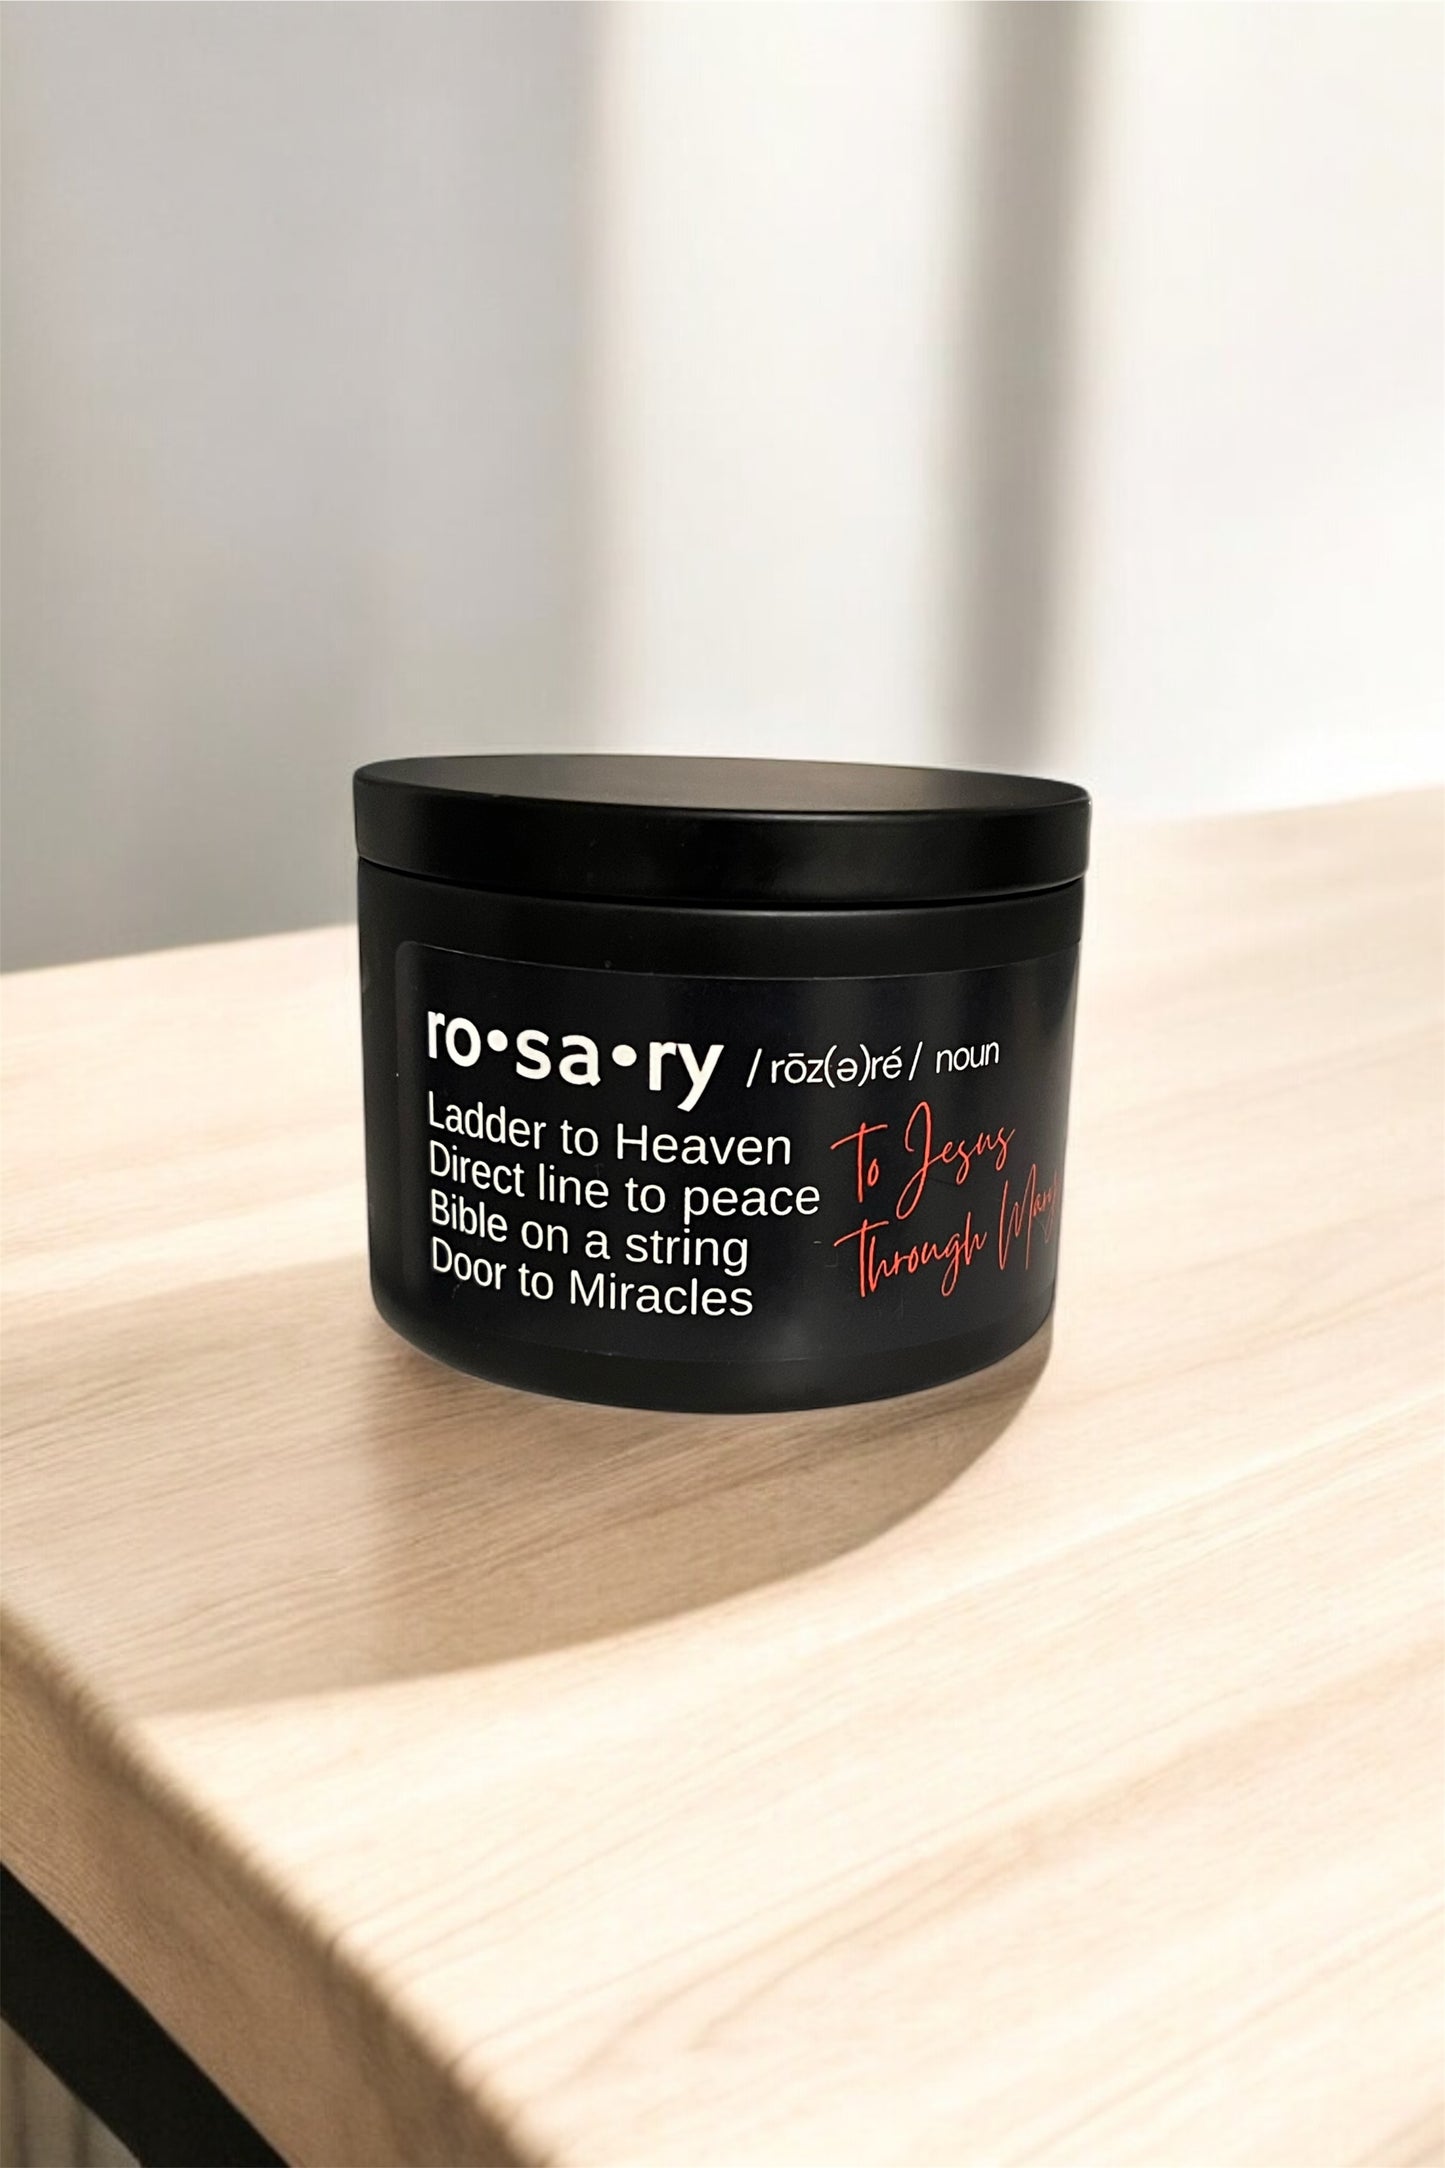 ro•sa•ry /rōz(ə)ré/ noun
Ladder to Heaven
Direct line to peace
Bible on a string
Door to Miracles
To Jesus
Through Mary